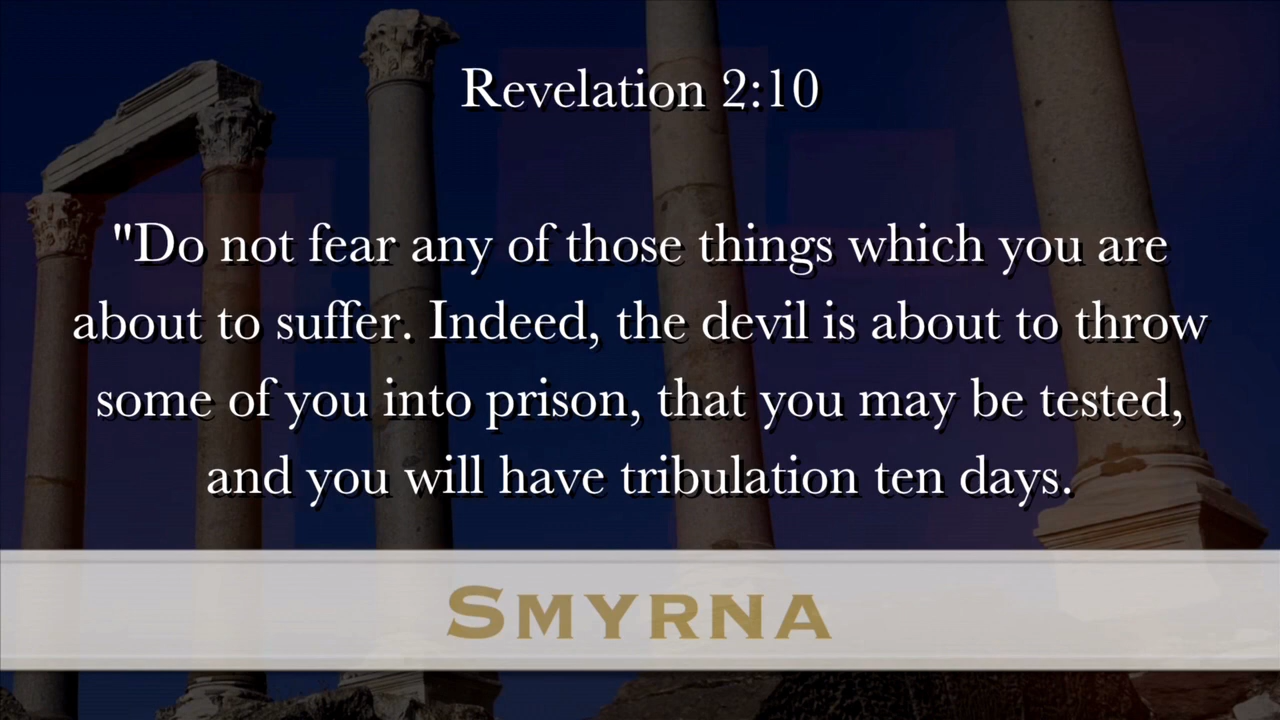 Revelation 2:10
"Do not fear any of those things which you are
about to suffer. Indeed, the devil is about to throw
some of you into prison, that you may be tested,
and you will have tribulation ten days.
SMYRNA